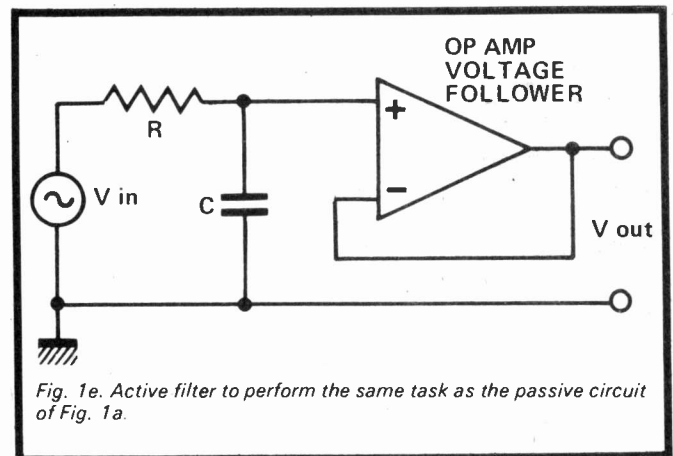 OP AMP
VOLTAGE
FOLLOWER
R
+
V in
C
−
V out
Fig. 1e. Active filter to perform the same task as the passive circuit
of Fig. 1a.